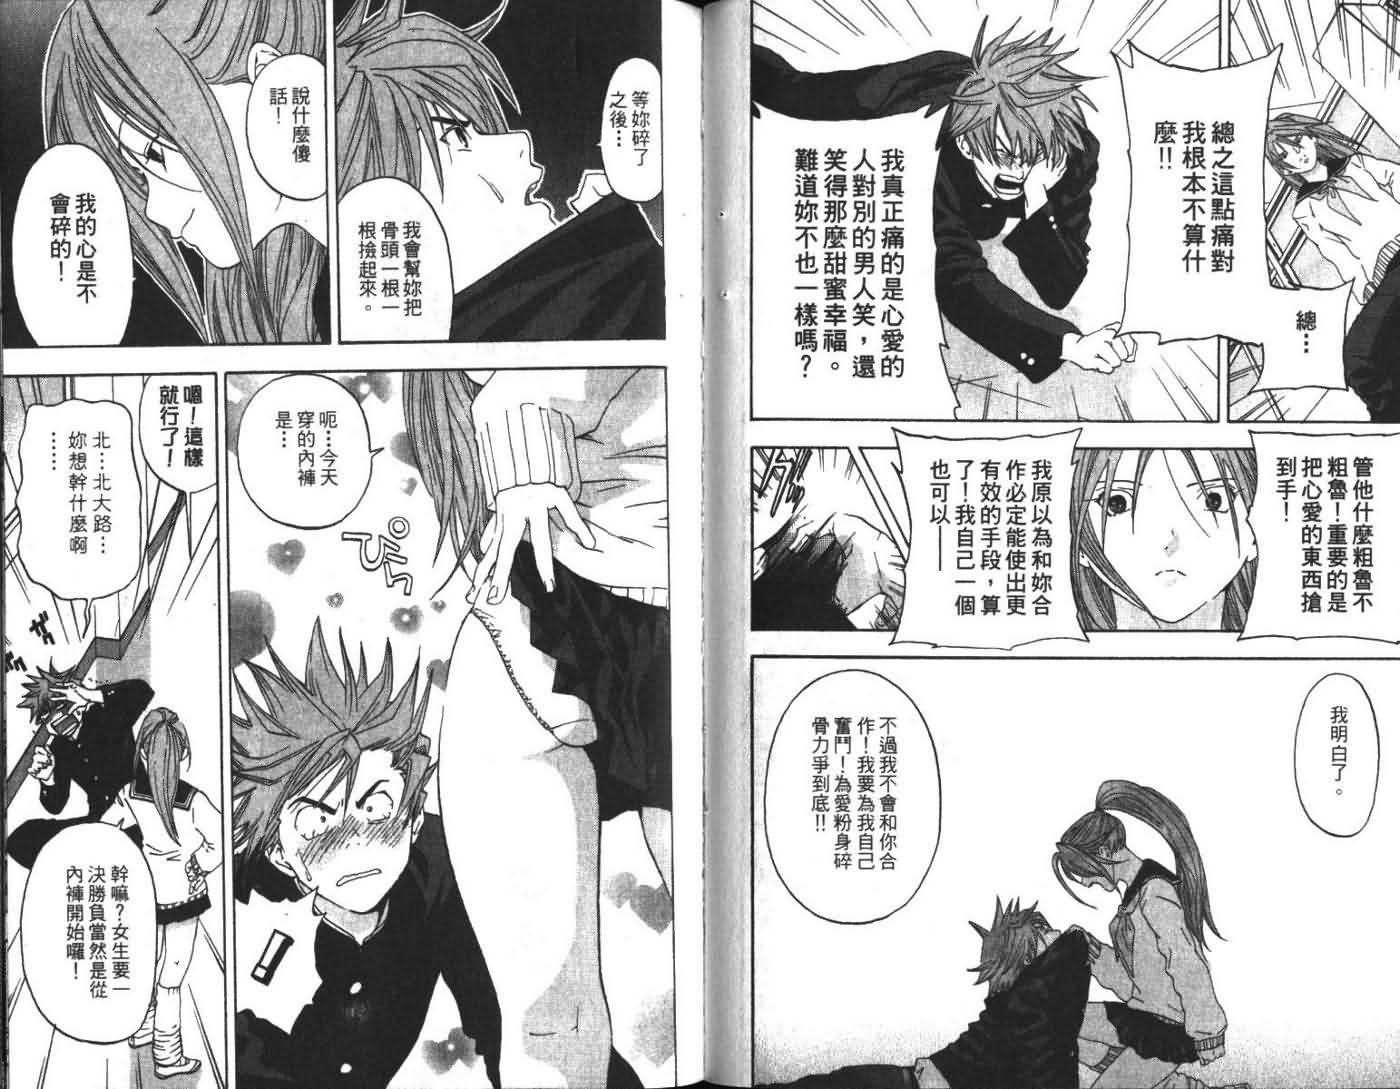 總…
總之這點痛對
我根本不算什
麼!!
我真正痛的是心愛的
人對別的男人笑，還
笑得那麼甜蜜幸福。
難道妳不也一樣嗎？
管他什麼粗魯不
粗魯！重要的是
把心愛的東西搶
到手！
我原以為和妳合
作必定能使出更
有效的手段，算
了！我自己一個
也可以──
我明白了。
不過我不會和你合
作！我要為我自己
奮鬥！為愛粉身碎
骨力爭到底!!
等妳碎了
之後…
我會幫妳把
骨頭一根一
根撿起來。
說什麼傻
話！
我的心是不
會碎的！
呃…今天
穿的內褲
是…
ぴらっ
!
嗯！這樣
就行了！
北…北大路…
妳想幹什麼啊
……
ガク
ガク
幹嘛？女生要一
決勝負當然是從
內褲開始囉！